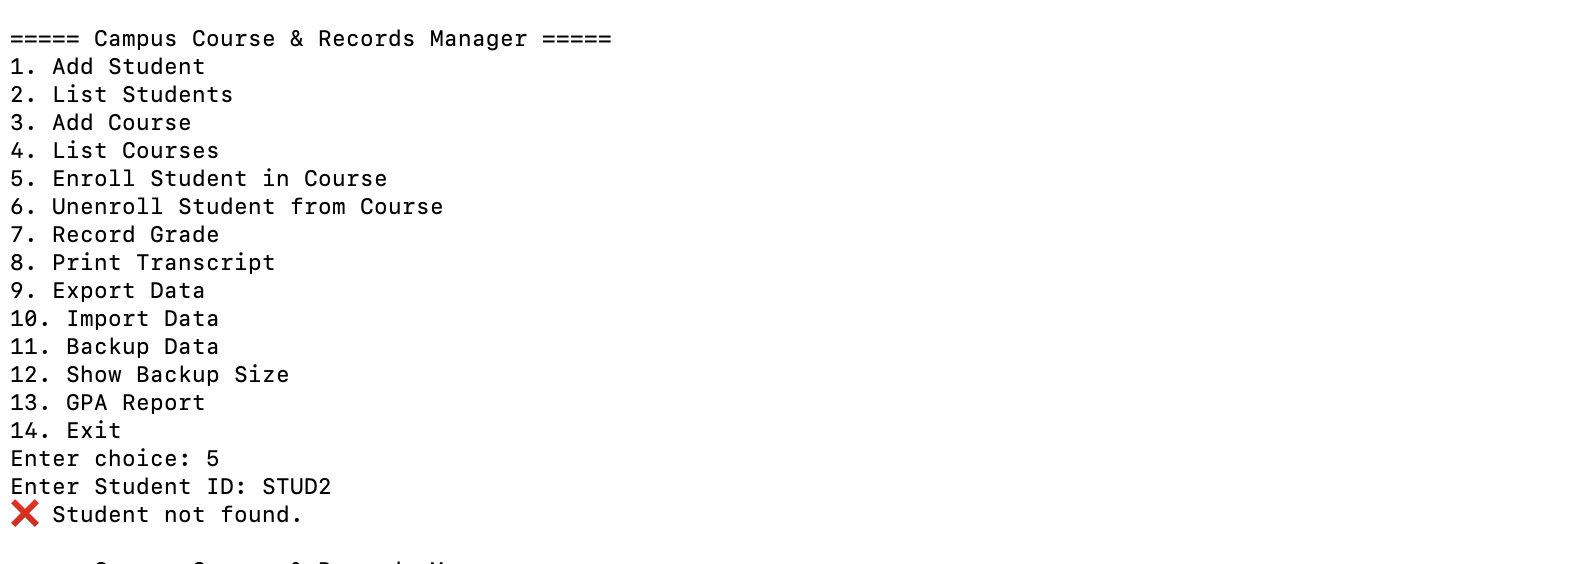 ===== Campus Course & Records Manager =====
1. Add Student
2. List Students
3. Add Course
4. List Courses
5. Enroll Student in Course
6. Unenroll Student from Course
7. Record Grade
8. Print Transcript
9. Export Data
10. Import Data
11. Backup Data
12. Show Backup Size
13. GPA Report
14. Exit
Enter choice: 5
Enter Student ID: STUD2
❌ Student not found.